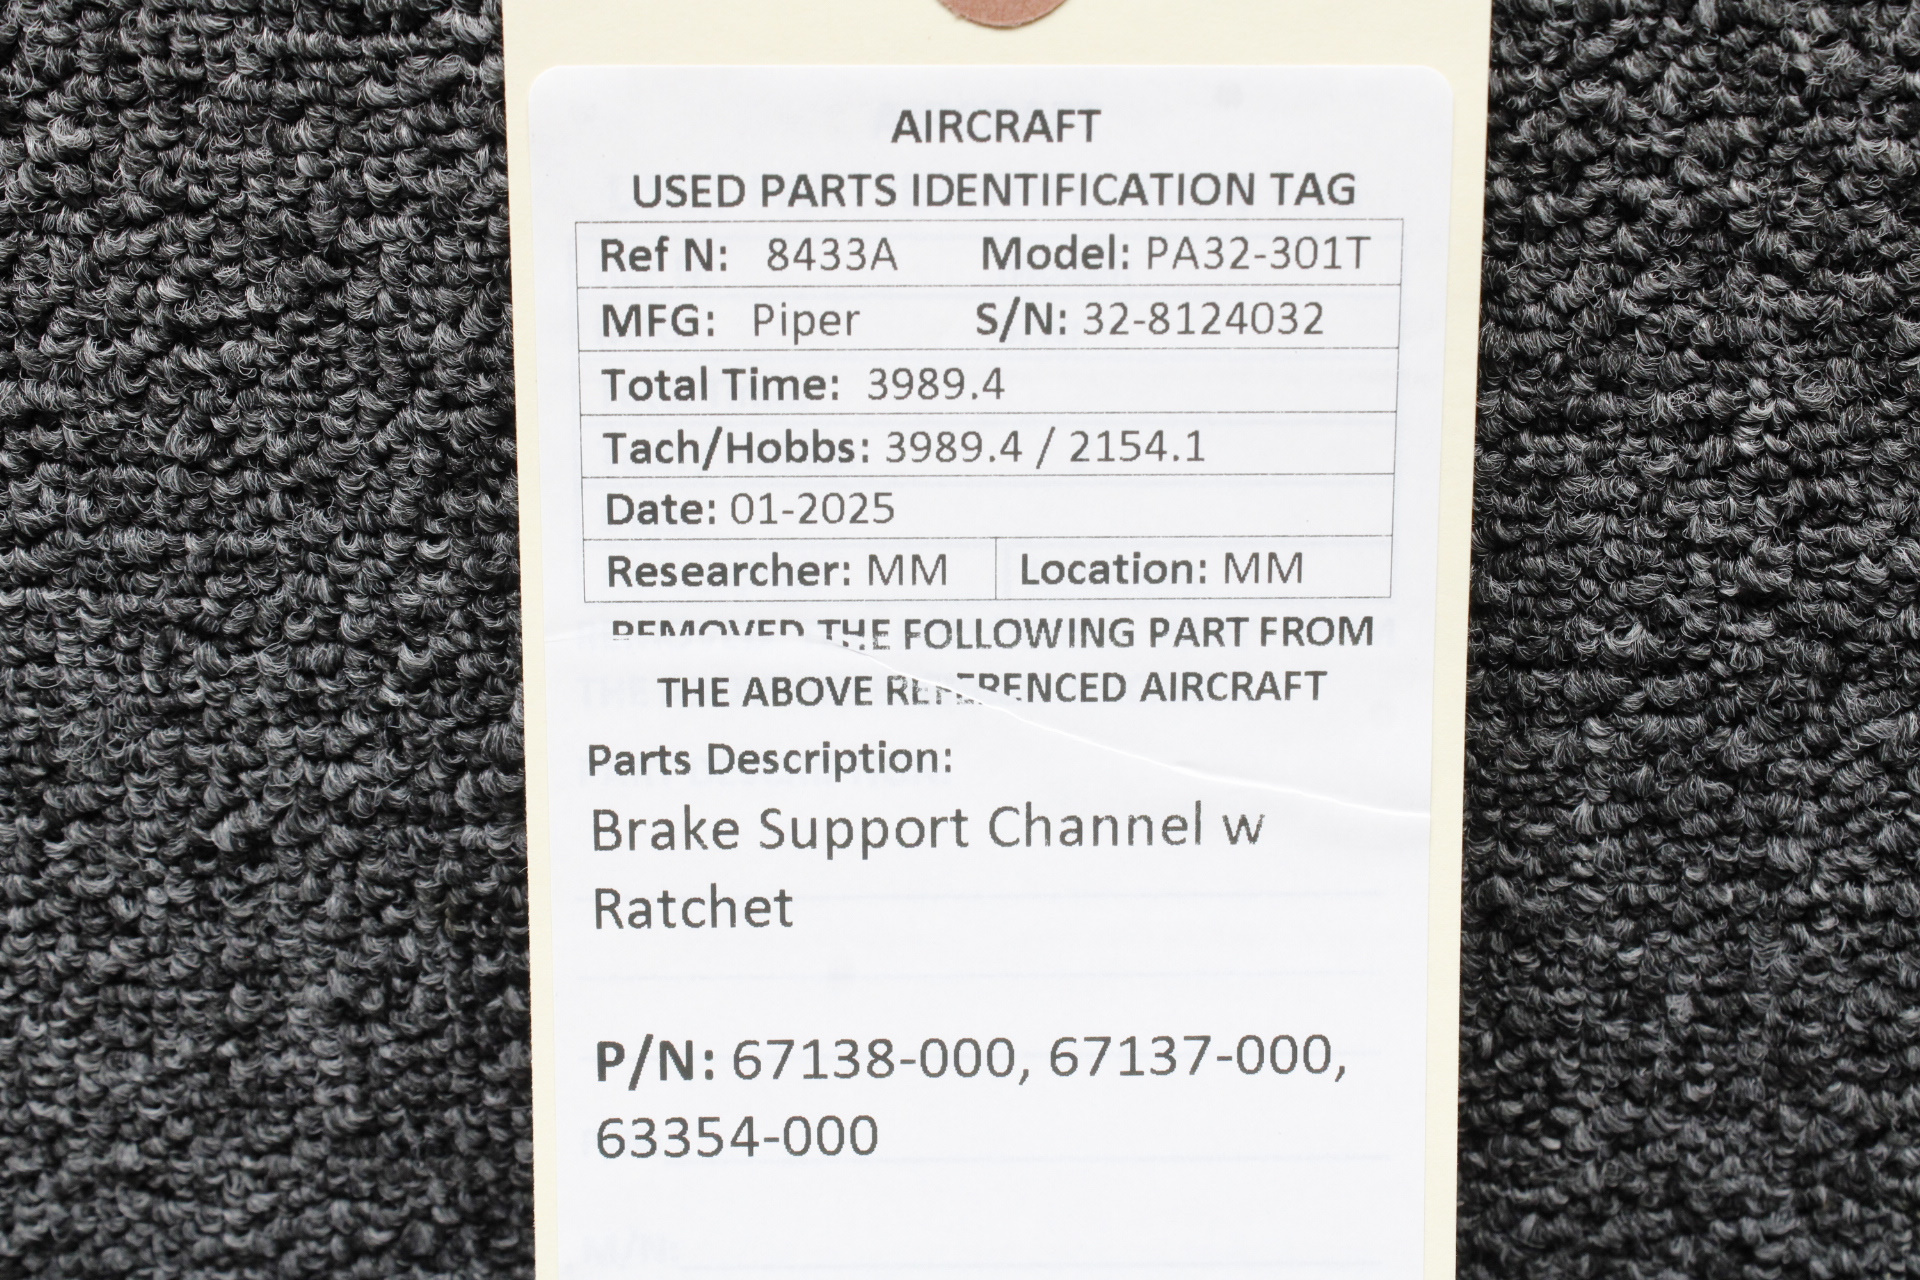 AIRCRAFT
USED PARTS IDENTIFICATION TAG
Ref N: 8433A Model: PA32-301T
MFG: Piper S/N: 32-8124032
Total Time: 3989.4
Tach/Hobbs: 3989.4 / 2154.1
Date: 01-2025
Researcher: MM Location: MM
REMOVED THE FOLLOWING PART FROM
THE ABOVE REFERENCED AIRCRAFT
Parts Description:
Brake Support Channel w
Ratchet
P/N: 67138-000, 67137-000,
63354-000
M/N: